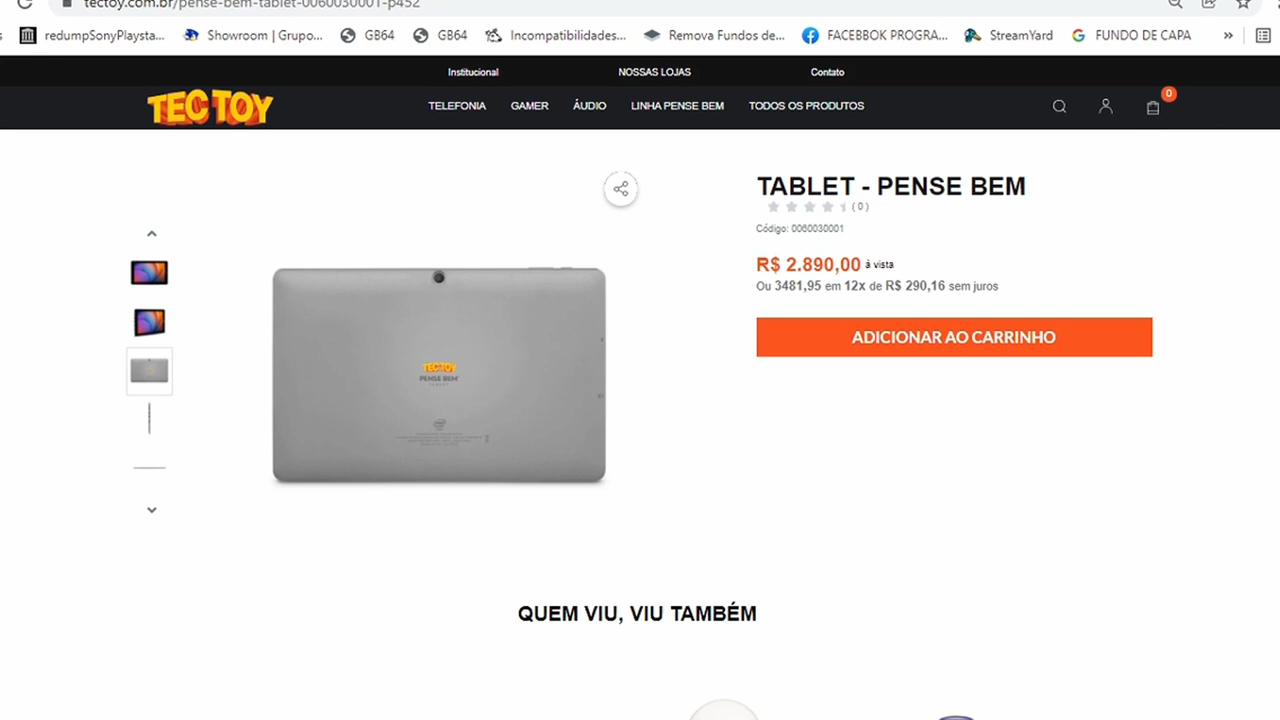 tectoy.com.br/pense-bem-tablet-0060030001-p452
redumpSonyPlaysta... Showroom | Grupo... GB64 GB64 Incompatibilidades... Remova Fundos de... FACEBBOK PROGRA... StreamYard FUNDO DE CAPA »
Institucional NOSSAS LOJAS Contato
TECTOY TELEFONIA GAMER ÁUDIO LINHA PENSE BEM TODOS OS PRODUTOS 0
TABLET - PENSE BEM
( 0 )
Código: 0060030001
R$ 2.890,00 à vista
Ou 3481,95 em 12x de R$ 290,16 sem juros
ADICIONAR AO CARRINHO
TECTOY
PENSE BEM
TABLET
QUEM VIU, VIU TAMBÉM